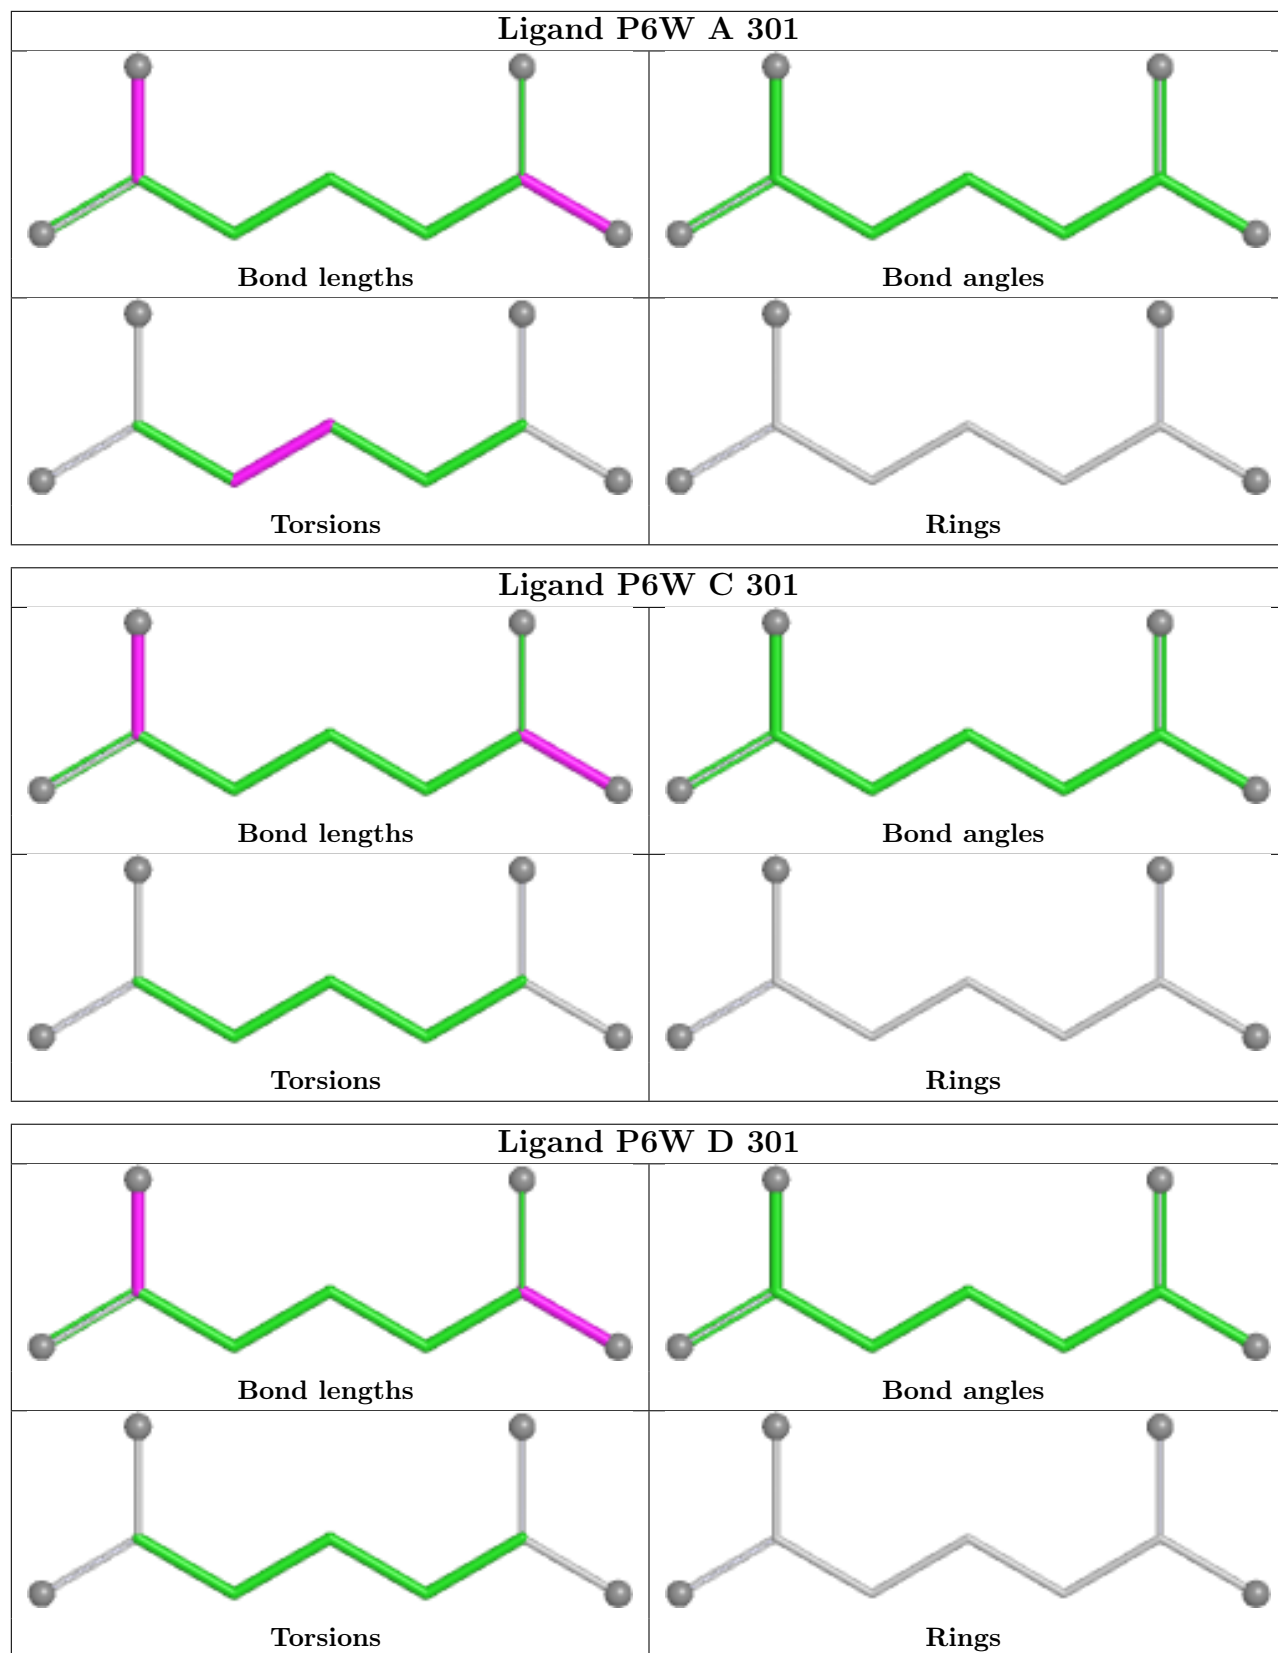 Ligand P6W A 301
Bond lengths
Bond angles
Torsions
Rings
Ligand P6W C 301
Bond lengths
Bond angles
Torsions
Rings
Ligand P6W D 301
Bond lengths
Bond angles
Torsions
Rings